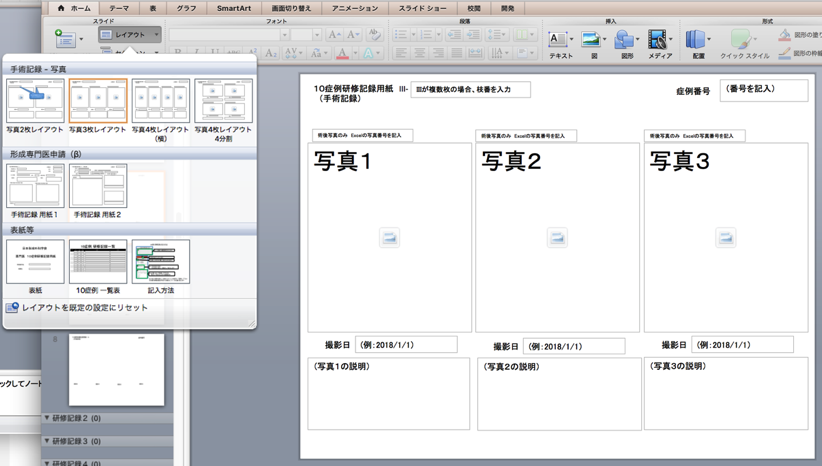 ホーム テーマ 表 グラフ SmartArt 画面切り替え アニメーション スライド ショー 校閲 開発
スライド フォント 段落 挿入 形式
レイアウト
テキスト 図 図形 メディア 配置 クイック スタイル
手術記録 - 写真
写真2枚レイアウト 写真3枚レイアウト 写真4枚レイアウト（横） 写真4枚レイアウト 4分割
形成専門医申請（β）
手術記録 用紙１ 手術記録 用紙２
表紙等
表紙 10症例 一覧表 記入方法
レイアウトを既定の設定にリセット
8
ックしてノート
▼ 研修記録２ (0)
▼ 研修記録３ (0)
▼ 研修記録４ (0)
10症例研修記録用紙 Ⅲ- Ⅲが複数枚の場合、枝番を入力
（手術記録）
症例番号 （番号を記入）
術後写真のみ Excelの写真番号を記入
術後写真のみ Excelの写真番号を記入
術後写真のみ Excelの写真番号を記入
写真1 写真2 写真3
撮影日 （例：2018/1/1）
撮影日 （例：2018/1/1）
撮影日 （例：2018/1/1）
（写真1の説明）
（写真2の説明）
（写真3の説明）